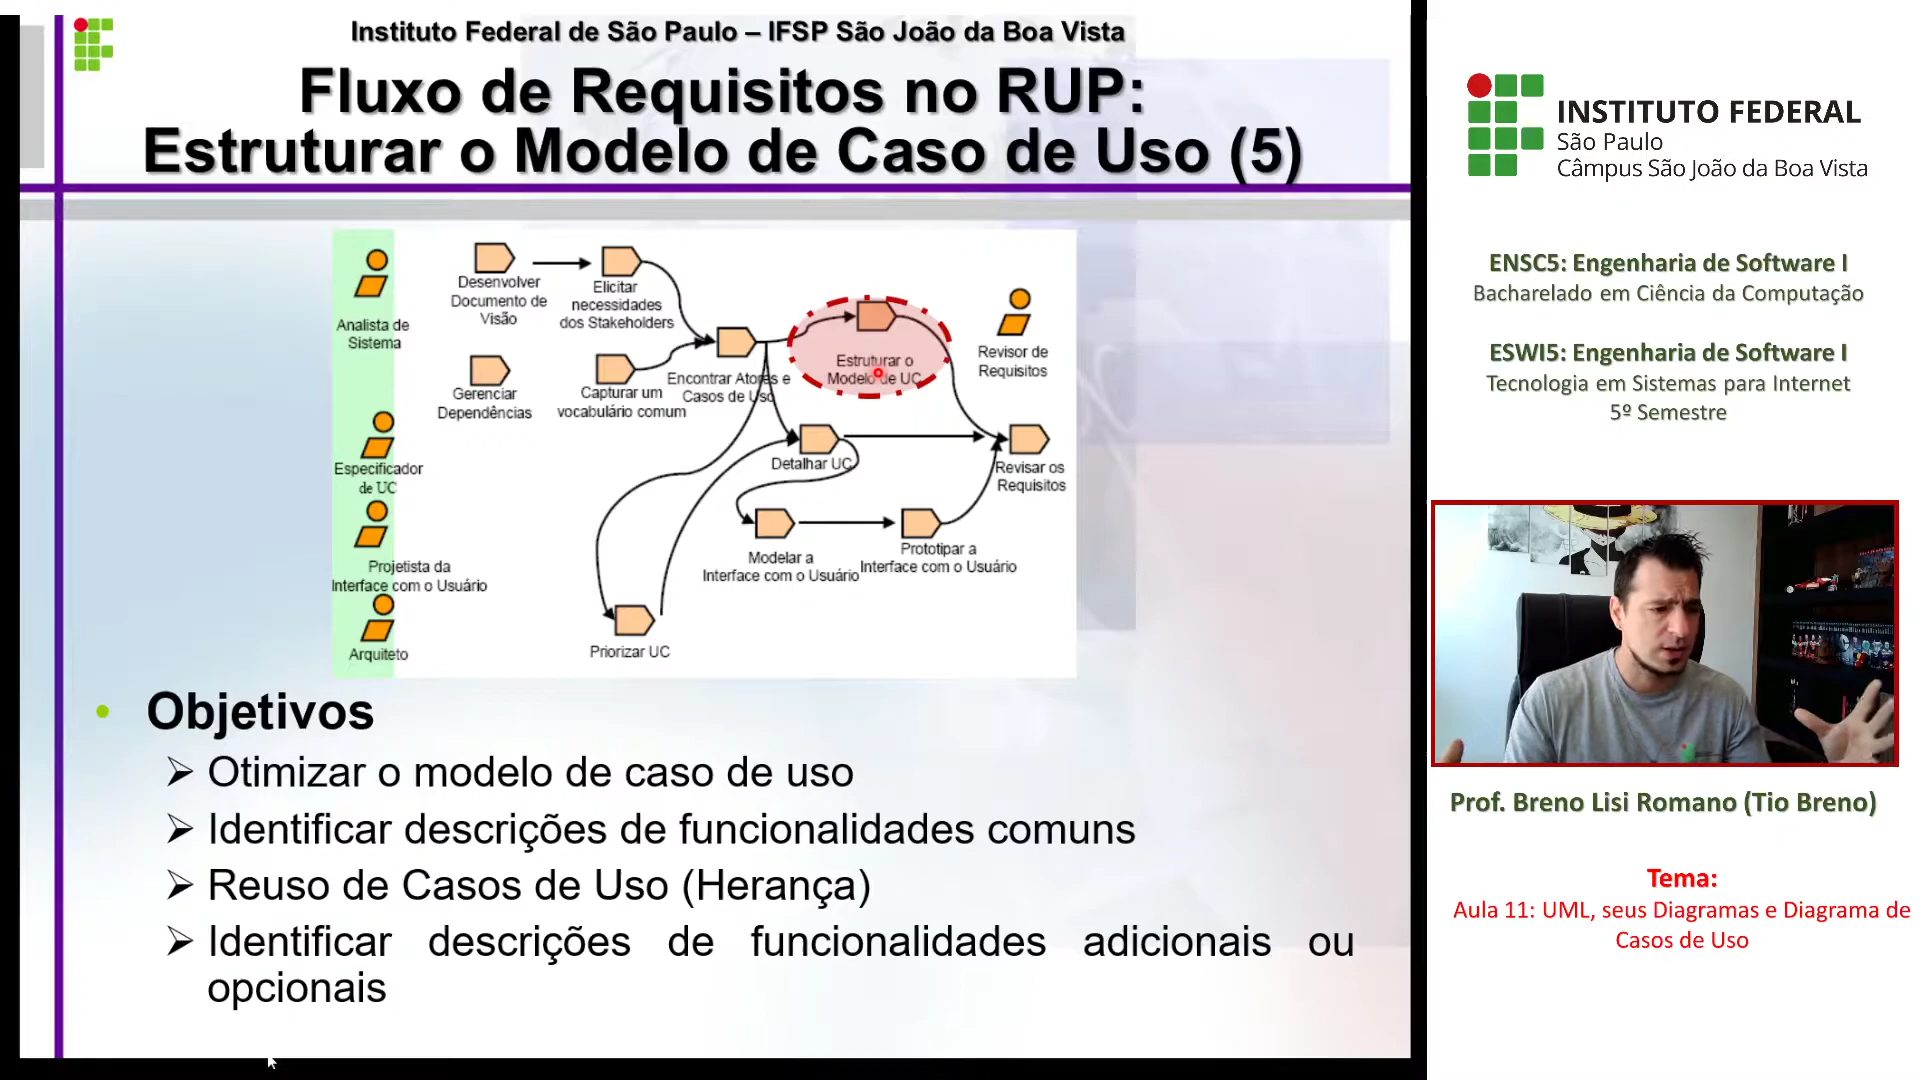 Instituto Federal de São Paulo – IFSP São João da Boa Vista
Fluxo de Requisitos no RUP:
Estruturar o Modelo de Caso de Uso (5)
Analista de
Sistema
Desenvolver
Documento de
Visão
Elicitar
necessidades
dos Stakeholders
Gerenciar
Dependências
Capturar um
vocabulário comum
Encontrar Atores e
Casos de Uso
Estruturar o
Modelo de UC
Revisor de
Requisitos
Especificador
de UC
Detalhar UC
Revisar os
Requisitos
Projetista da
Interface com o Usuário
Modelar a
Interface com o Usuário
Prototipar a
Interface com o Usuário
Arquiteto
Priorizar UC
• Objetivos
➢ Otimizar o modelo de caso de uso
➢ Identificar descrições de funcionalidades comuns
➢ Reuso de Casos de Uso (Herança)
➢ Identificar descrições de funcionalidades adicionais ou
opcionais
INSTITUTO FEDERAL
São Paulo
Câmpus São João da Boa Vista
ENSC5: Engenharia de Software I
Bacharelado em Ciência da Computação
ESWI5: Engenharia de Software I
Tecnologia em Sistemas para Internet
5º Semestre
Prof. Breno Lisi Romano (Tio Breno)
Tema:
Aula 11: UML, seus Diagramas e Diagrama de
Casos de Uso